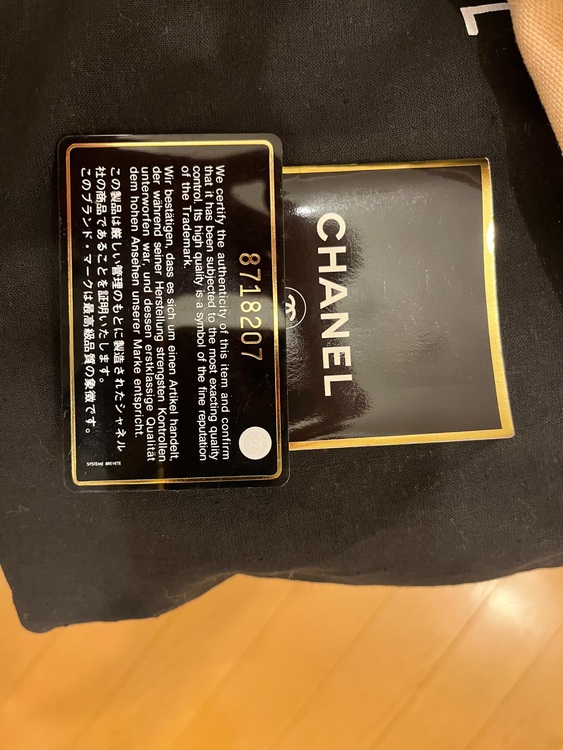 L
CHANEL
8718207
We certify the authenticity of this item and confirm
that it has been subjected to the most exacting quality
control. Its high quality is a symbol of the fine reputation
of the Trademark.
Wir bestätigen, dass es sich um einen Artikel handelt,
der während seiner Herstellung strengsten Kontrollen
unterworfen war, und dessen erstklassige Qualität
dem hohen Ansehen unserer Marke entspricht.
この製品は厳しい管理のもとに製造されたシャネル
社の商品であることを証明いたします。
このブランド・マークは最高級品質の象徴です。
SYSTEME BREVETE